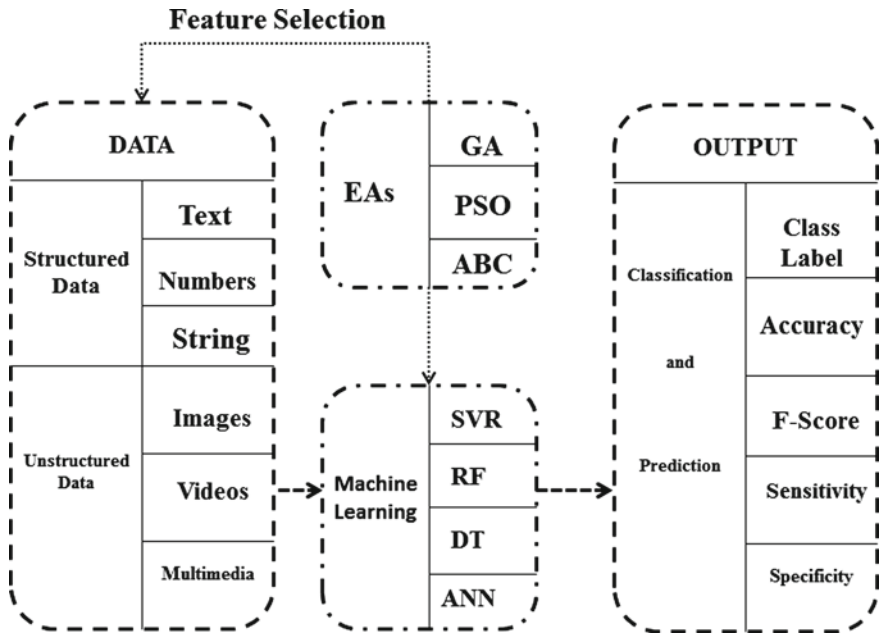 Feature Selection
DATA
Structured
Data
Text
Numbers
String
Unstructured
Data
Images
Videos
Multimedia
EAs
GA
PSO
ABC
Machine
Learning
SVR
RF
DT
ANN
OUTPUT
Classification
and
Prediction
Class
Label
Accuracy
F-Score
Sensitivity
Specificity